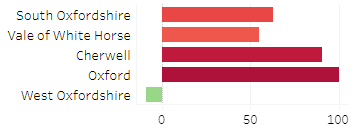 South Oxfordshire
Vale of White Horse
Cherwell
Oxford
West Oxfordshire
0 50 100